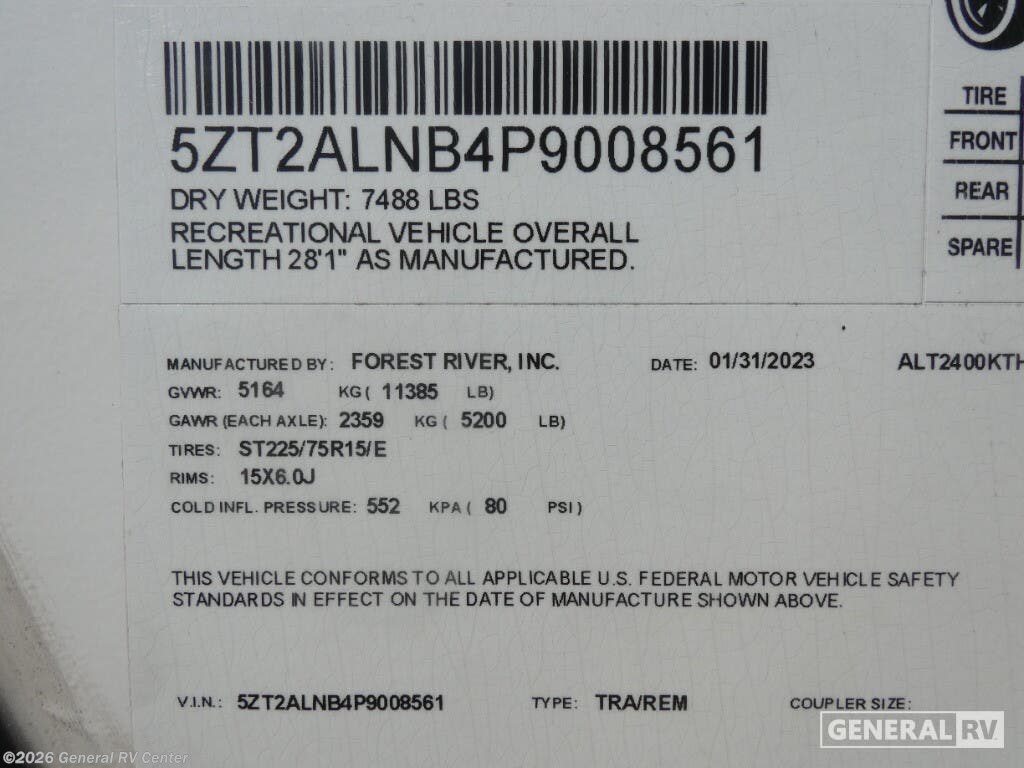 5ZT2ALNB4P9008561
DRY WEIGHT: 7488 LBS
RECREATIONAL VEHICLE OVERALL
LENGTH 28'1" AS MANUFACTURED.
TIRE
FRONT
REAR
SPARE
MANUFACTURED BY: FOREST RIVER, INC. DATE: 01/31/2023 ALT2400KTH
GVWR: 5164 KG ( 11385 LB)
GAWR (EACH AXLE): 2359 KG ( 5200 LB)
TIRES: ST225/75R15/E
RIMS: 15X6.0J
COLD INFL. PRESSURE: 552 KPA ( 80 PSI )
THIS VEHICLE CONFORMS TO ALL APPLICABLE U.S. FEDERAL MOTOR VEHICLE SAFETY
STANDARDS IN EFFECT ON THE DATE OF MANUFACTURE SHOWN ABOVE.
V.I.N.: 5ZT2ALNB4P9008561 TYPE: TRA/REM COUPLER SIZE:
GENERAL RV
©2026 General RV Center